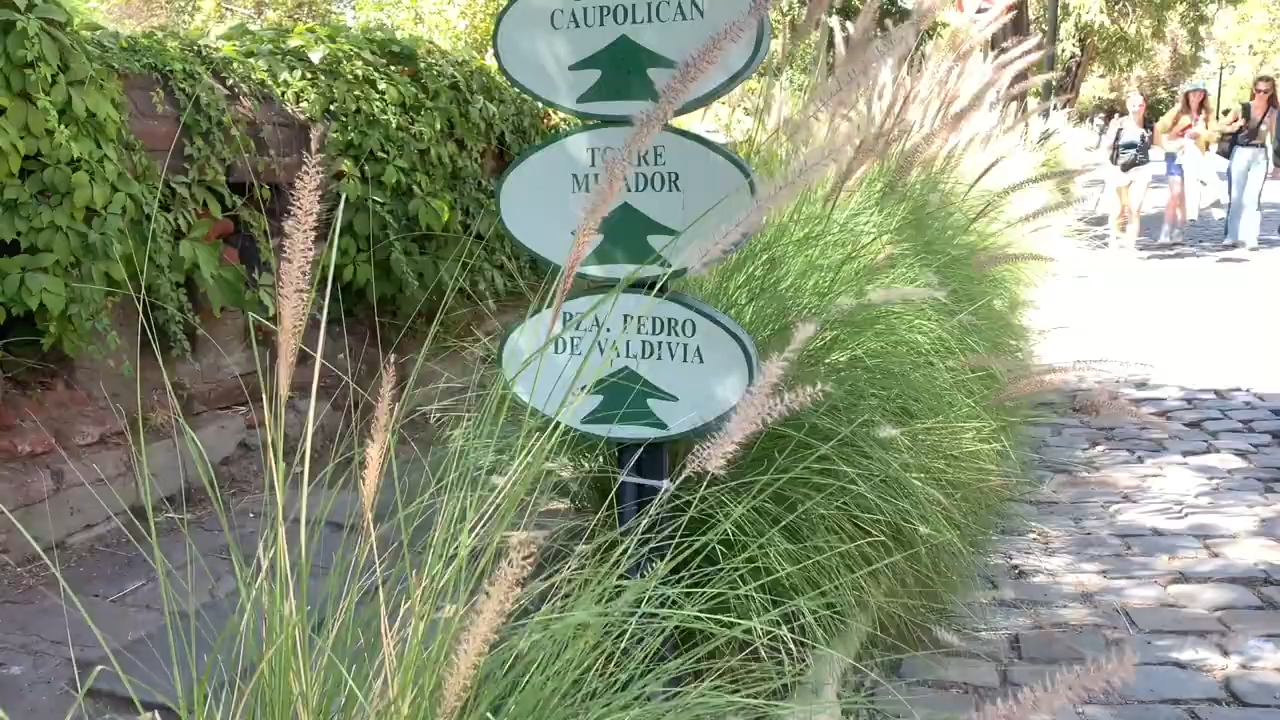 CAUPOLICAN
TORRE
MIRADOR
PZA. PEDRO
DE VALDIVIA